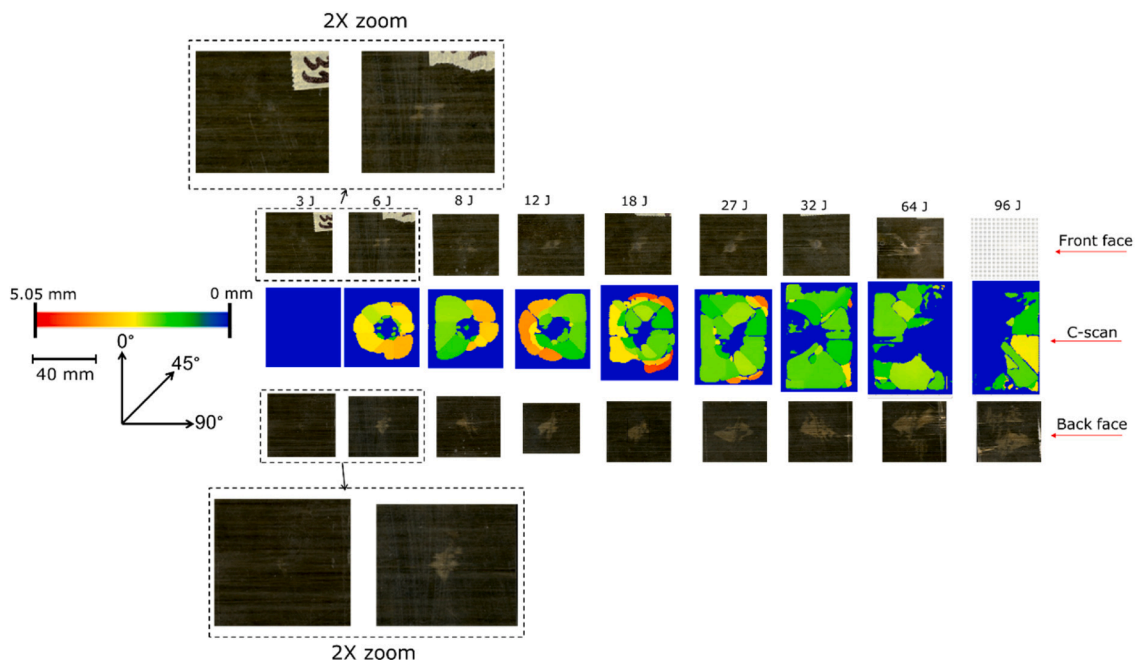 2X zoom
3 J 6 J 8 J 12 J 18 J 27 J 32 J 64 J 96 J
Front face
5.05 mm 0 mm
C-scan
40 mm
0°
45°
90°
Back face
2X zoom